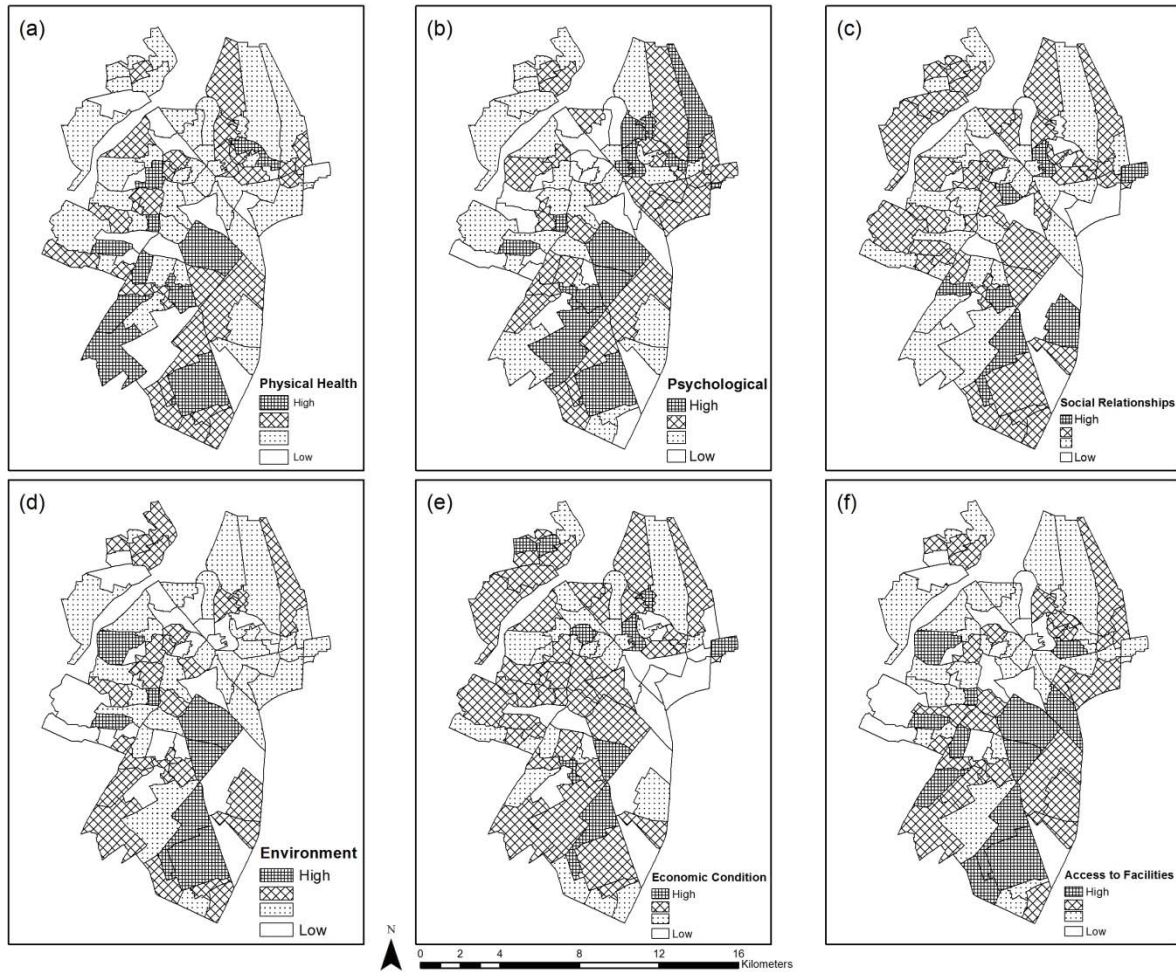 (a)
Physical Health
High
Low
(b)
Psychological
High
Low
(c)
Social Relationships
High
Low
(d)
Environment
High
Low
(e)
Economic Condition
High
Low
(f)
Access to Facilities
High
Low
N
0 2 4 8 12 16
Kilometers